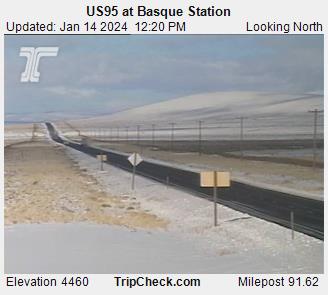 US95 at Basque Station
Updated: Jan 14 2024 12:20 PM Looking North
Elevation 4460 TripCheck.com Milepost 91.62